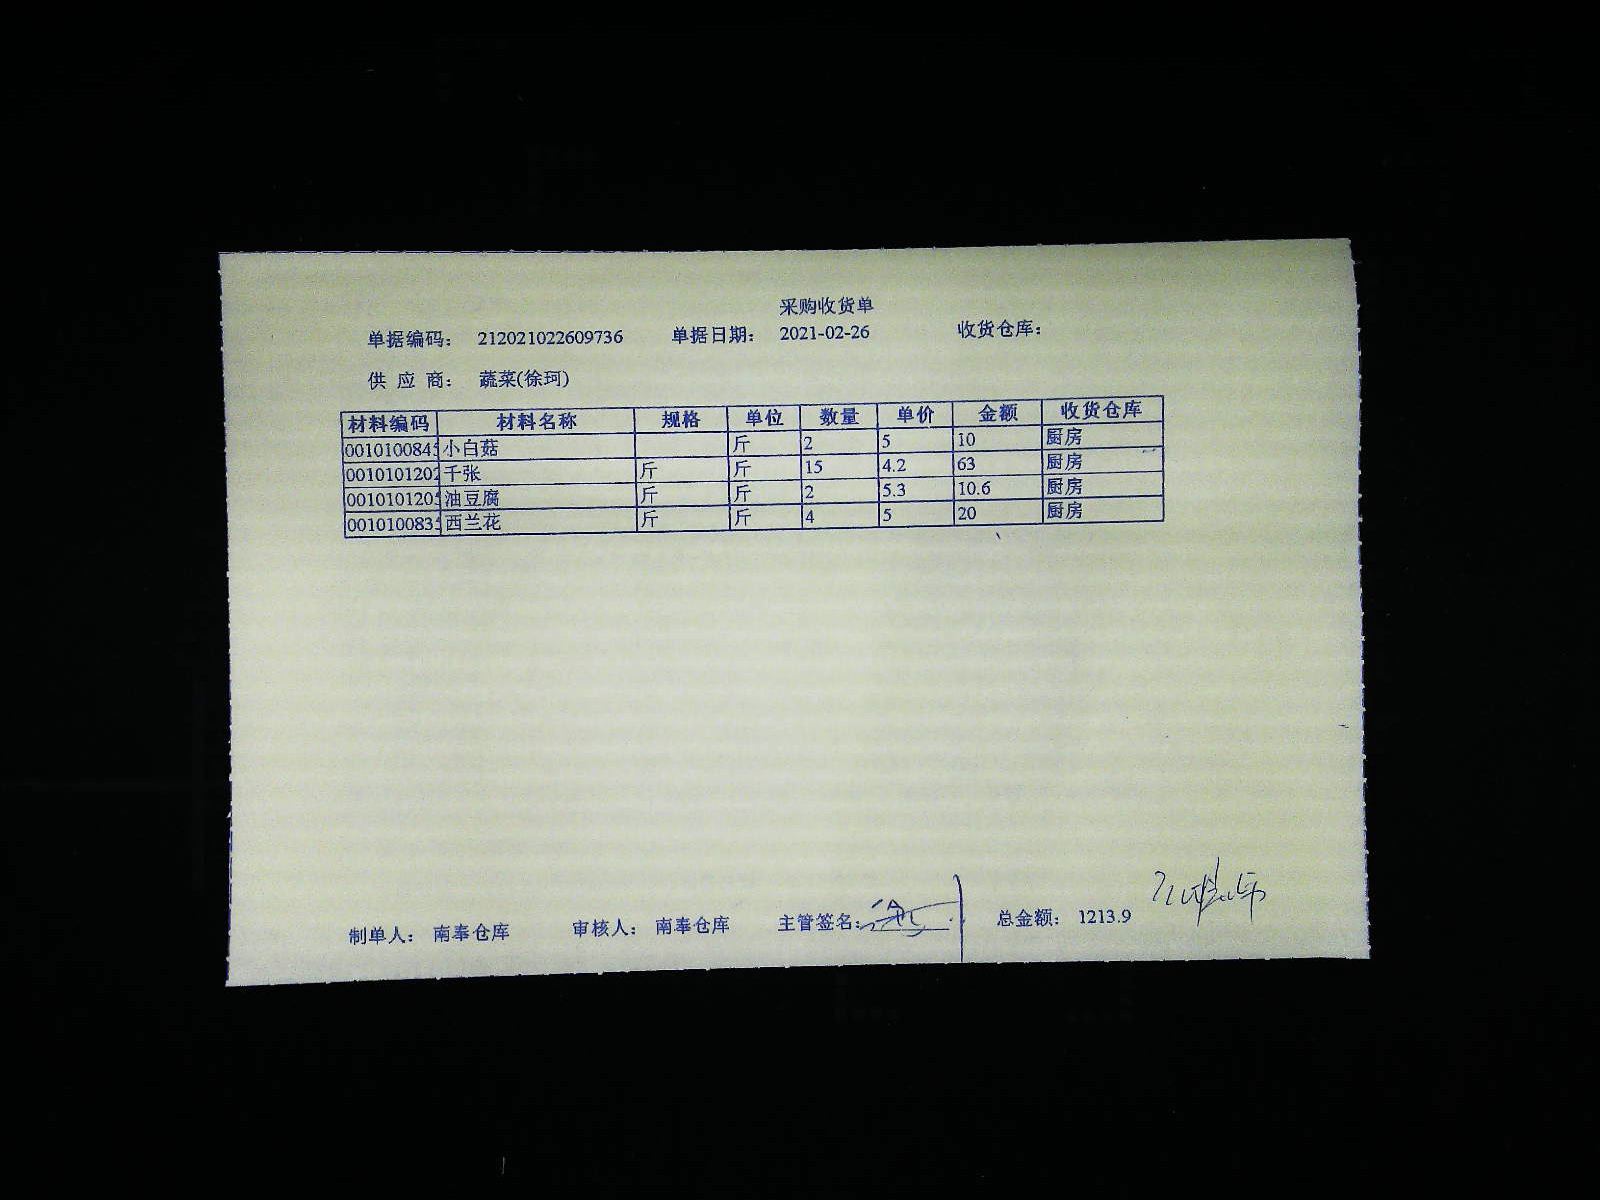 采购收货单
单据编码： 212021022609736 单据日期： 2021-02-26 收货仓库：
供 应 商： 蔬菜(徐珂)
材料编码 材料名称 规格 单位 数量 单价 金额 收货仓库
001010084 小白菇 斤 2 5 10 厨房
001010120 千张 斤 斤 15 4.2 63 厨房
001010120 油豆腐 斤 斤 2 5.3 10.6 厨房
001010083 西兰花 斤 斤 4 5 20 厨房
制单人： 南奉仓库 审核人： 南奉仓库 主管签名： 总金额： 1213.9